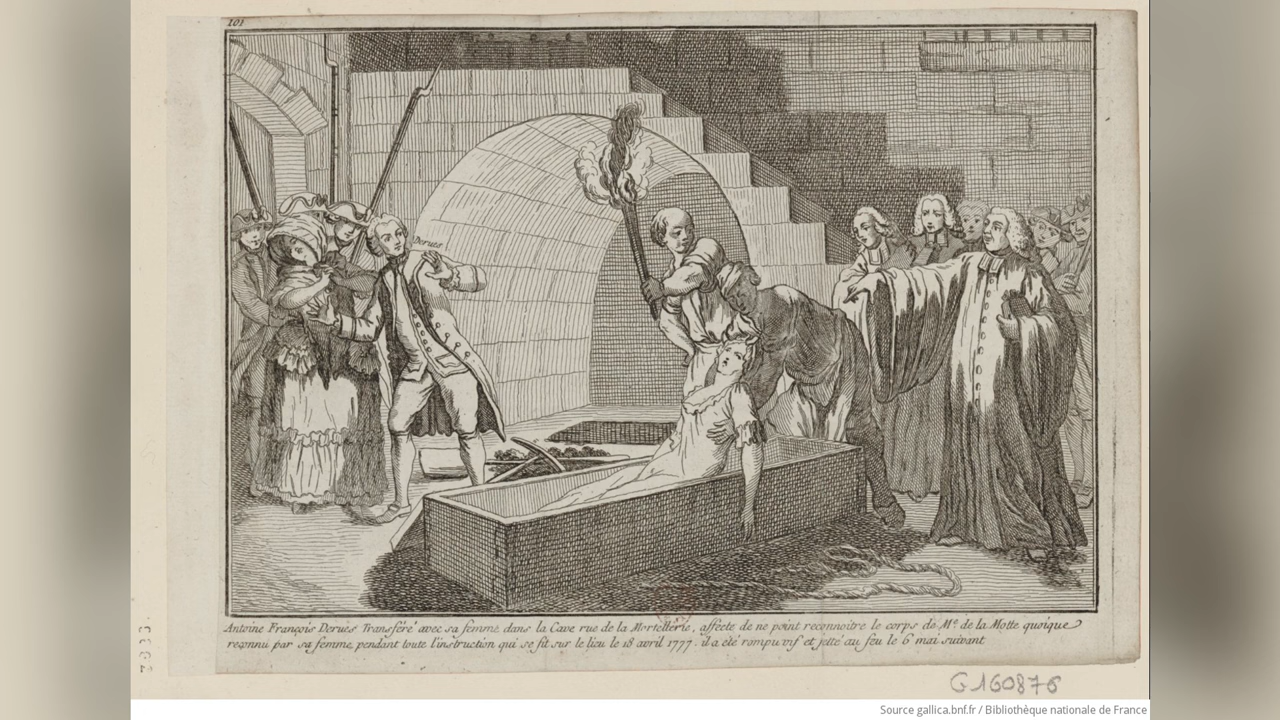 101
Derues
Antoine François Derues Transféré avec sa femme dans la Cave rue de la Mortellerie, affecte de ne point reconnoitre le corps de Me. de la Motte quoique
reconnu par sa femme pendant toute l'instruction qui se fit sur le lieu le 18 avril 1777. il a eté rompu vif et jetté au feu le 6 mai suivant
G160876
Source gallica.bnf.fr / Bibliothèque nationale de France